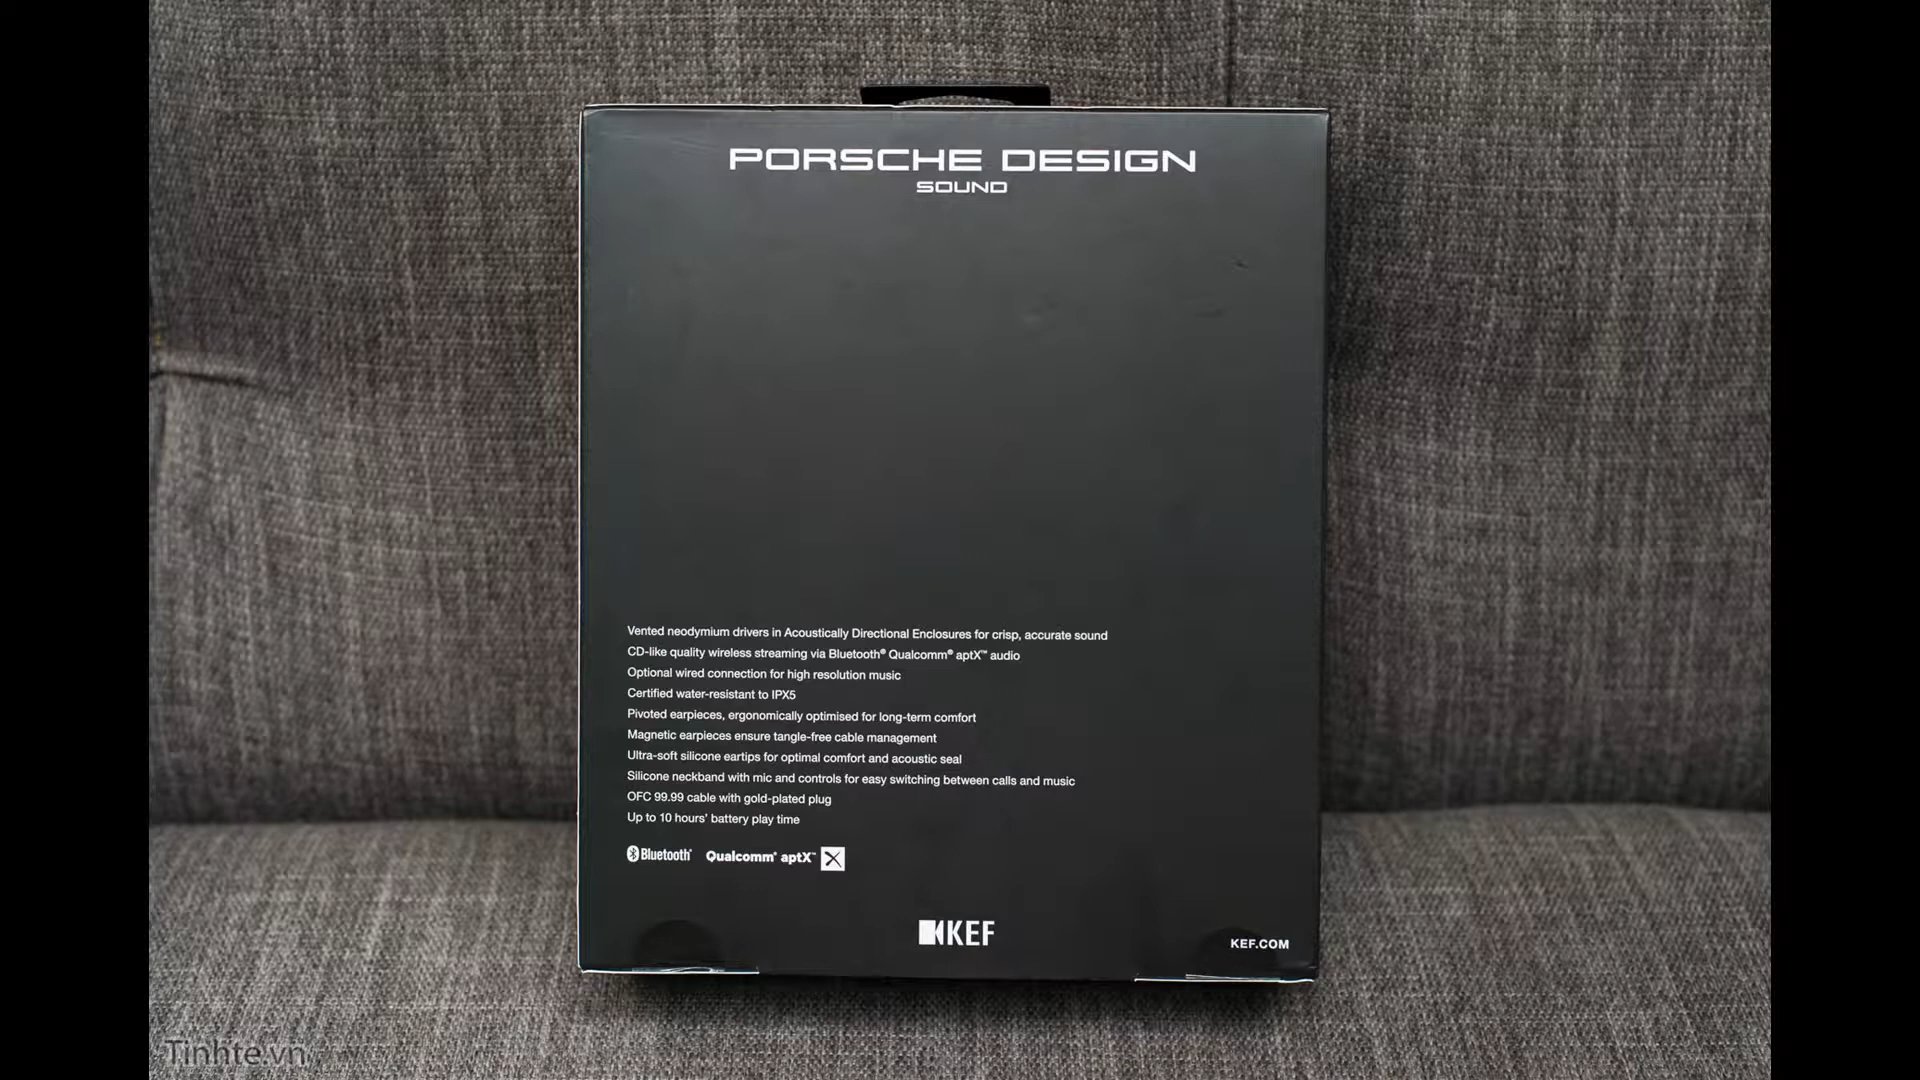 PORSCHE DESIGN
SOUND
Vented neodymium drivers in Acoustically Directional Enclosures for crisp, accurate sound
CD-like quality wireless streaming via Bluetooth® Qualcomm® aptX™ audio
Optional wired connection for high resolution music
Certified water-resistant to IPX5
Pivoted earpieces, ergonomically optimised for long-term comfort
Magnetic earpieces ensure tangle-free cable management
Ultra-soft silicone eartips for optimal comfort and acoustic seal
Silicone neckband with mic and controls for easy switching between calls and music
OFC 99.99 cable with gold-plated plug
Up to 10 hours' battery play time
Bluetooth® Qualcomm® aptX™
KEF
KEF.COM
Tinhte.vn